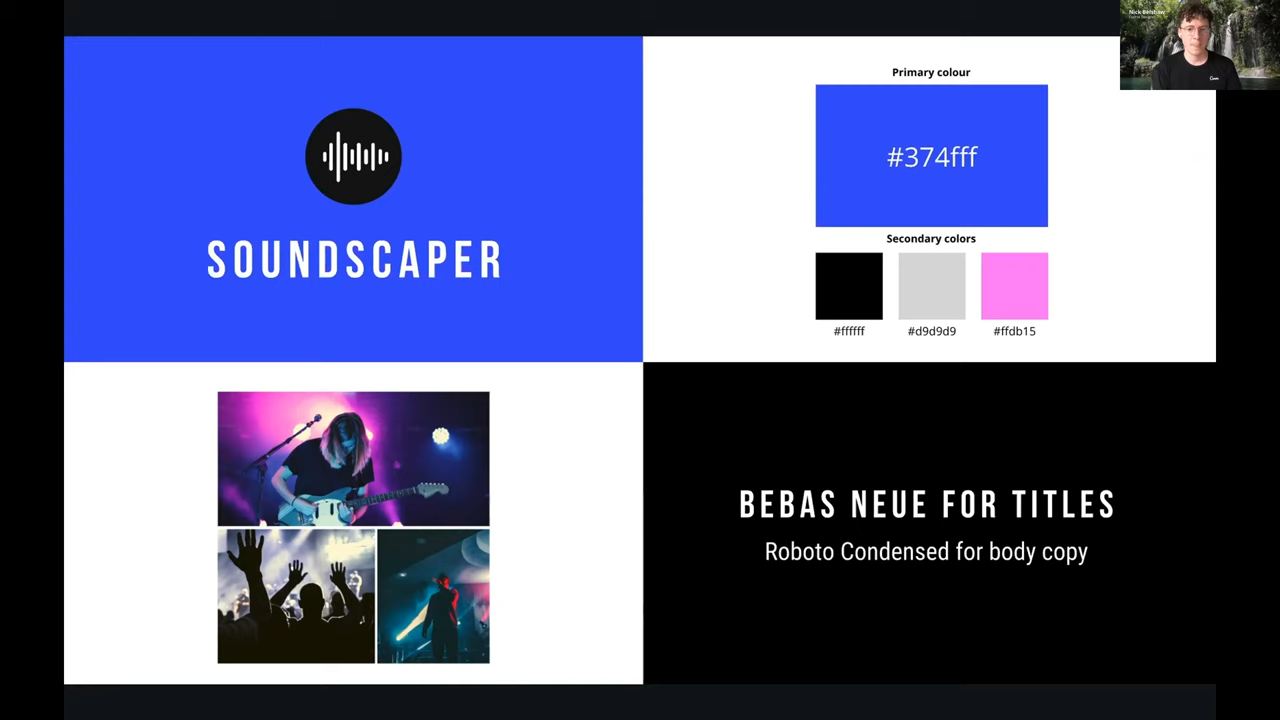 SOUNDSCAPER
Primary colour
#374fff
Secondary colors
#ffffff
#d9d9d9
#ffdb15
BEBAS NEUE FOR TITLES
Roboto Condensed for body copy